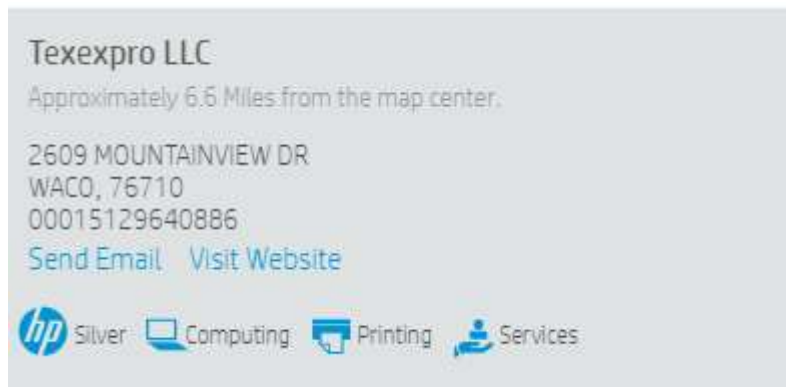 Texexpro LLC
Approximately 6.6 Miles from the map center.
2609 MOUNTAINVIEW DR
WACO, 76710
00015129640886
Send Email Visit Website
hp Silver Computing Printing Services